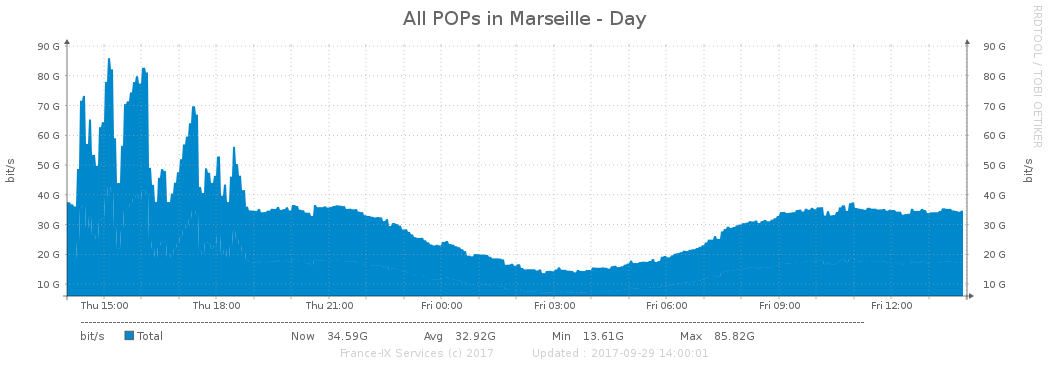 All POPs in Marseille - Day
RRDTOOL / TOBI OETIKER
90 G 90 G
80 G 80 G
70 G 70 G
60 G 60 G
50 G 50 G
40 G 40 G
30 G 30 G
20 G 20 G
10 G 10 G
bit/s
bit/s
Thu 15:00 Thu 18:00 Thu 21:00 Fri 00:00 Fri 03:00 Fri 06:00 Fri 09:00 Fri 12:00
bit/s Total Now 34.59G Avg 32.92G Min 13.61G Max 85.82G
France-IX Services (c) 2017 Updated : 2017-09-29 14:00:01